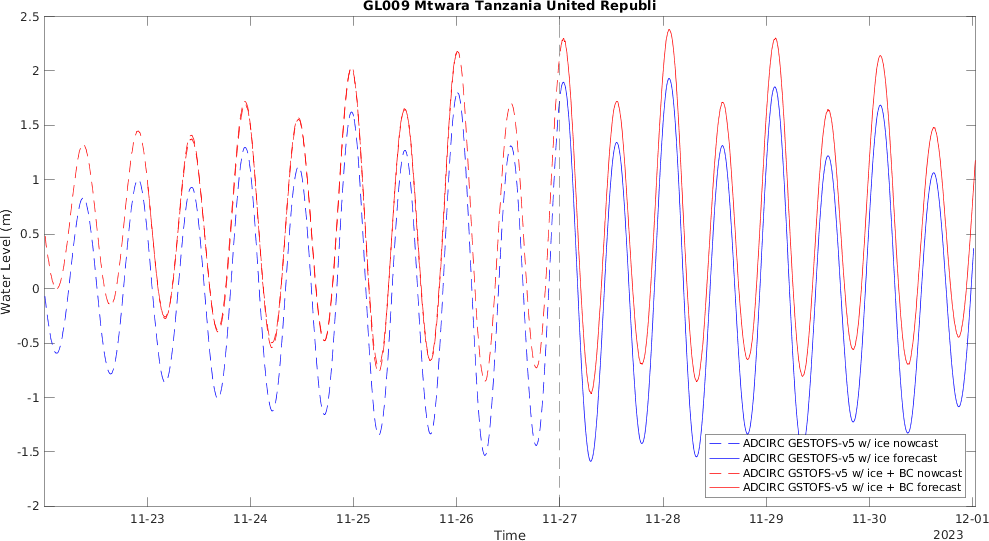 GL009 Mtwara Tanzania United Republi
2.5
2
1.5
1
0.5
0
-0.5
-1
-1.5
-2
Water Level (m)
ADCIRC GESTOFS-v5 w/ ice nowcast
ADCIRC GESTOFS-v5 w/ ice forecast
ADCIRC GSTOFS-v5 w/ ice + BC nowcast
ADCIRC GSTOFS-v5 w/ ice + BC forecast
11-23 11-24 11-25 11-26 11-27 11-28 11-29 11-30 12-01
Time
2023